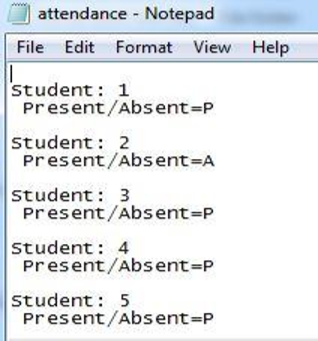 attendance - Notepad
File Edit Format View Help
Student: 1
Present/Absent=P
Student: 2
Present/Absent=A
Student: 3
Present/Absent=P
Student: 4
Present/Absent=P
Student: 5
Present/Absent=P